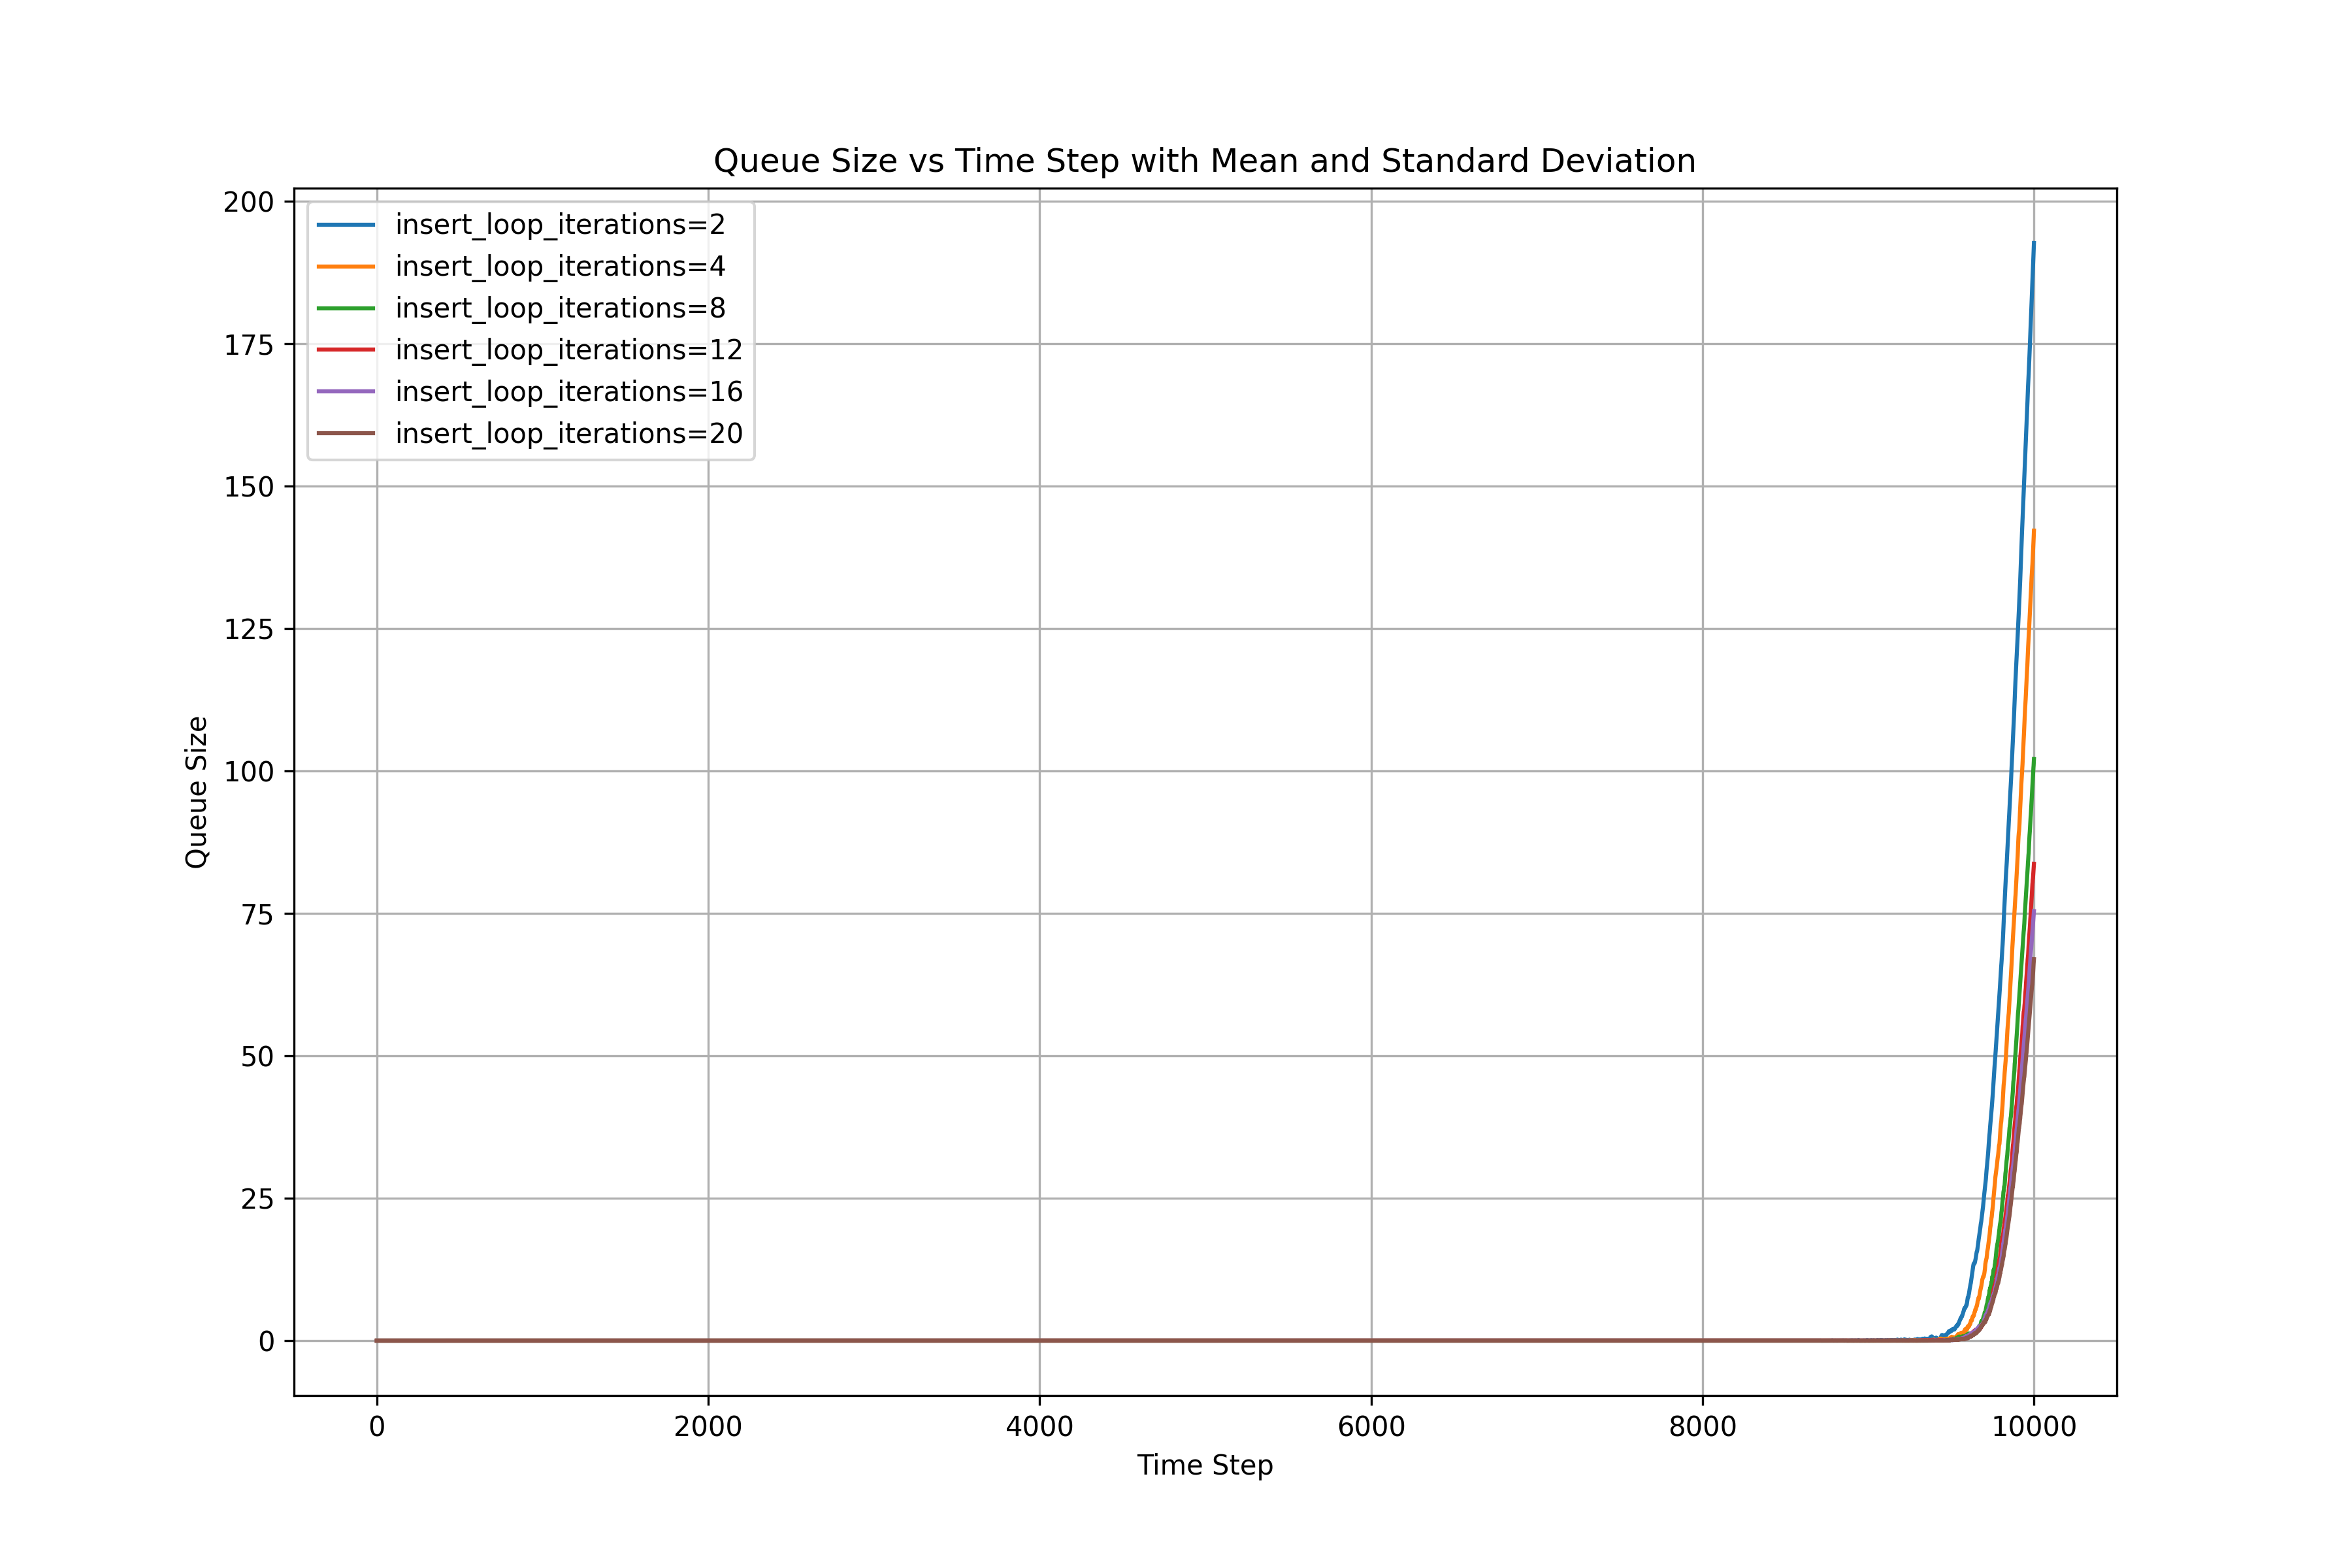 Queue Size vs Time Step with Mean and Standard Deviation
200
175
150
125
100
75
50
25
0
Queue Size
insert_loop_iterations=2
insert_loop_iterations=4
insert_loop_iterations=8
insert_loop_iterations=12
insert_loop_iterations=16
insert_loop_iterations=20
0 2000 4000 6000 8000 10000
Time Step